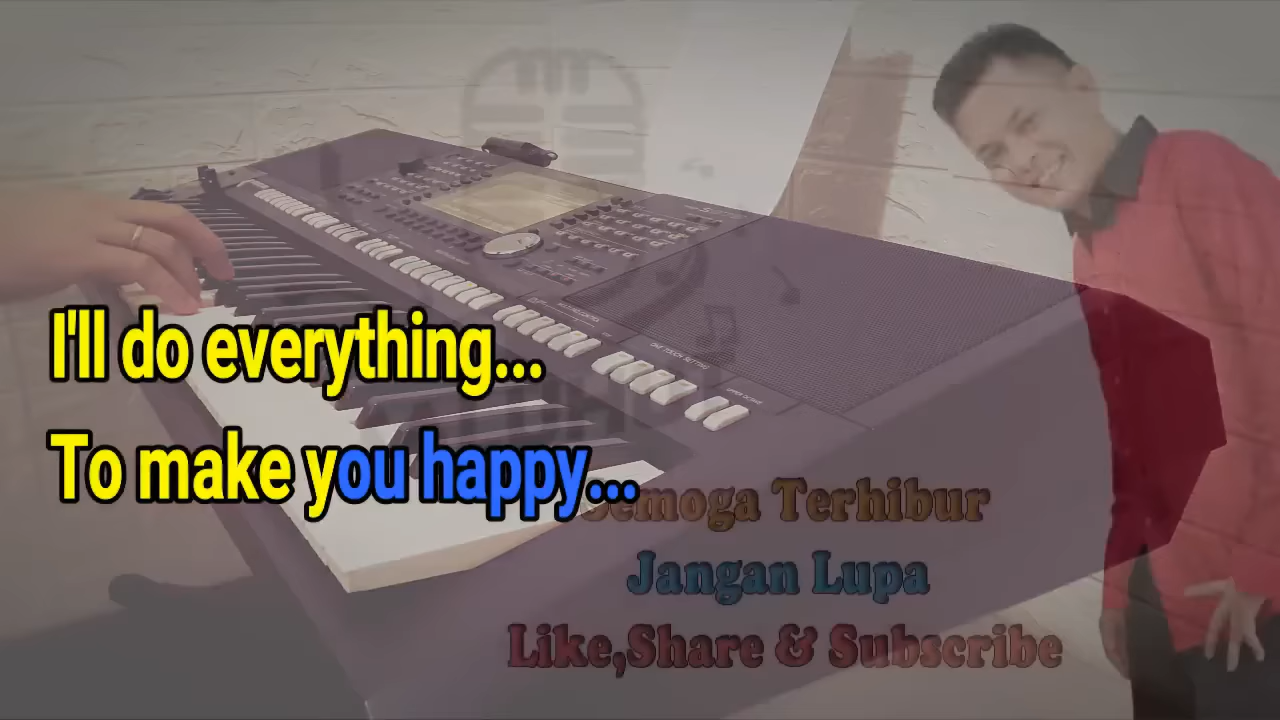 I'll do everything...
To make you happy...
Semoga Terhibur
Jangan Lupa
Like,Share & Subscribe